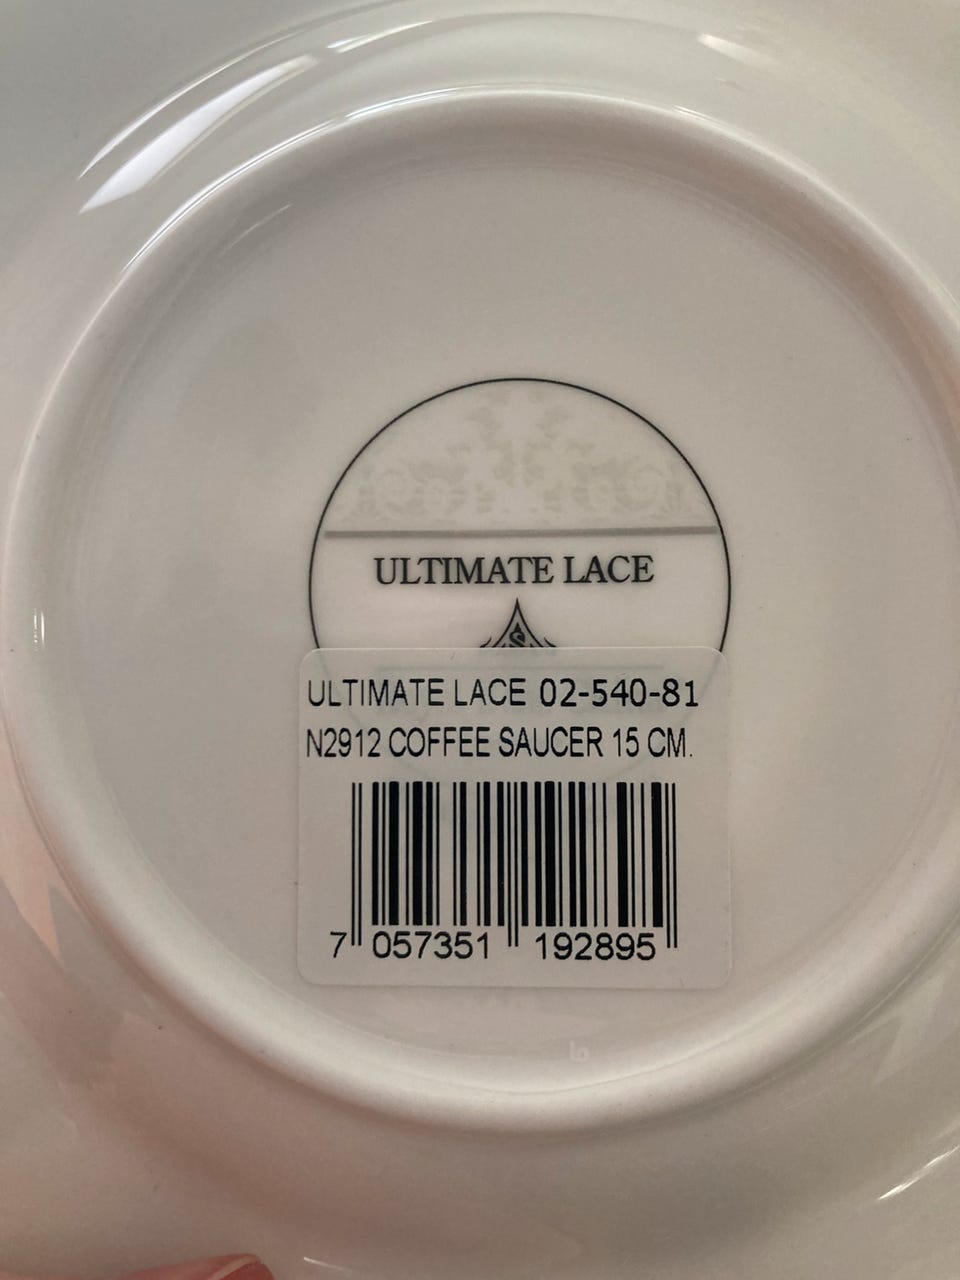 ULTIMATE LACE
ULTIMATE LACE 02-540-81
N2912 COFFEE SAUCER 15 CM.
7 057351 192895